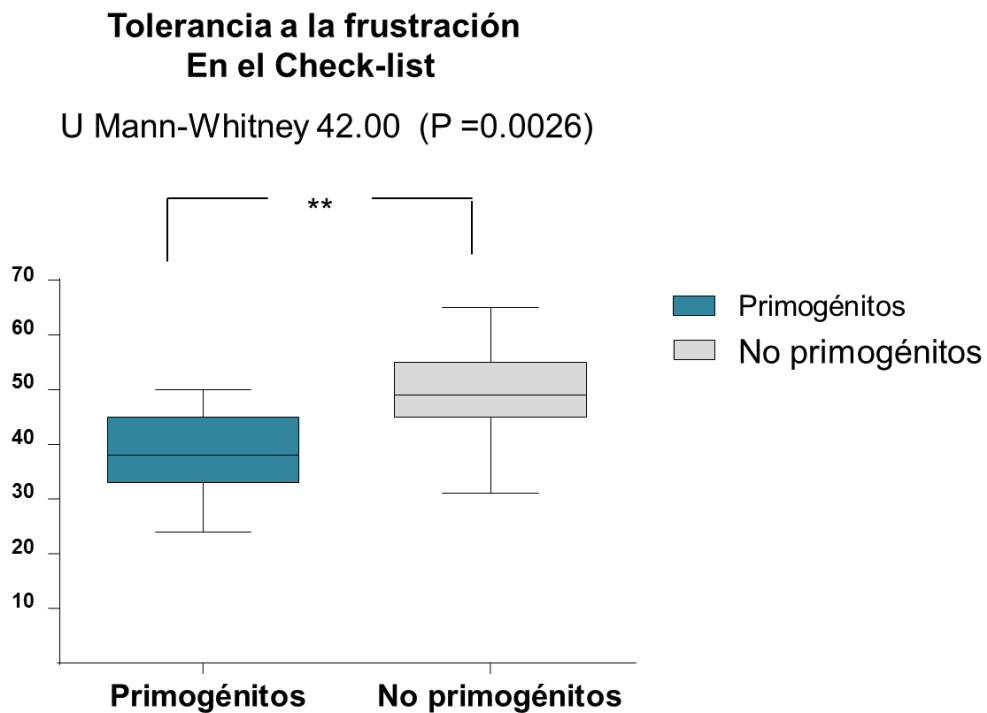 Tolerancia a la frustración
En el Check-list
U Mann-Whitney 42.00 (P =0.0026)
**
70
60
50
40
30
20
10
Primogénitos
No primogénitos
Primogénitos
No primogénitos